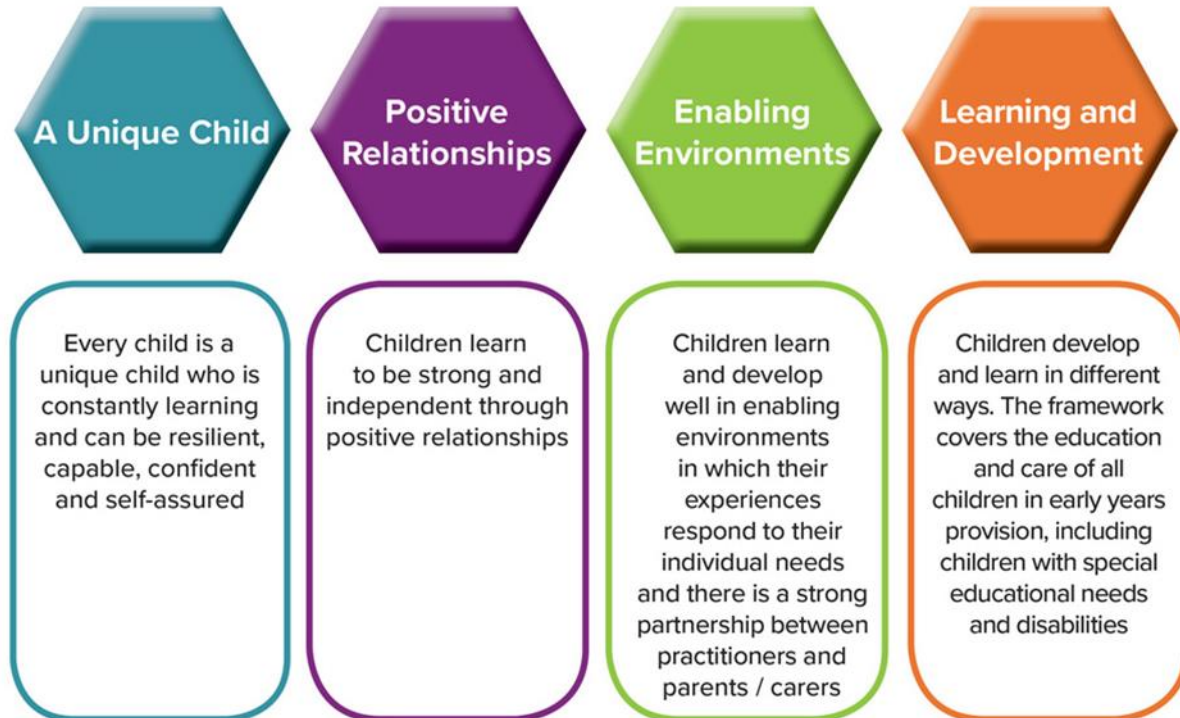 A Unique Child
Positive
Relationships
Enabling
Environments
Learning and
Development
Every child is a
unique child who is
constantly learning
and can be resilient,
capable, confident
and self-assured
Children learn
to be strong and
independent through
positive relationships
Children learn
and develop
well in enabling
environments
in which their
experiences
respond to their
individual needs
and there is a strong
partnership between
practitioners and
parents / carers
Children develop
and learn in different
ways. The framework
covers the education
and care of all
children in early years
provision, including
children with special
educational needs
and disabilities